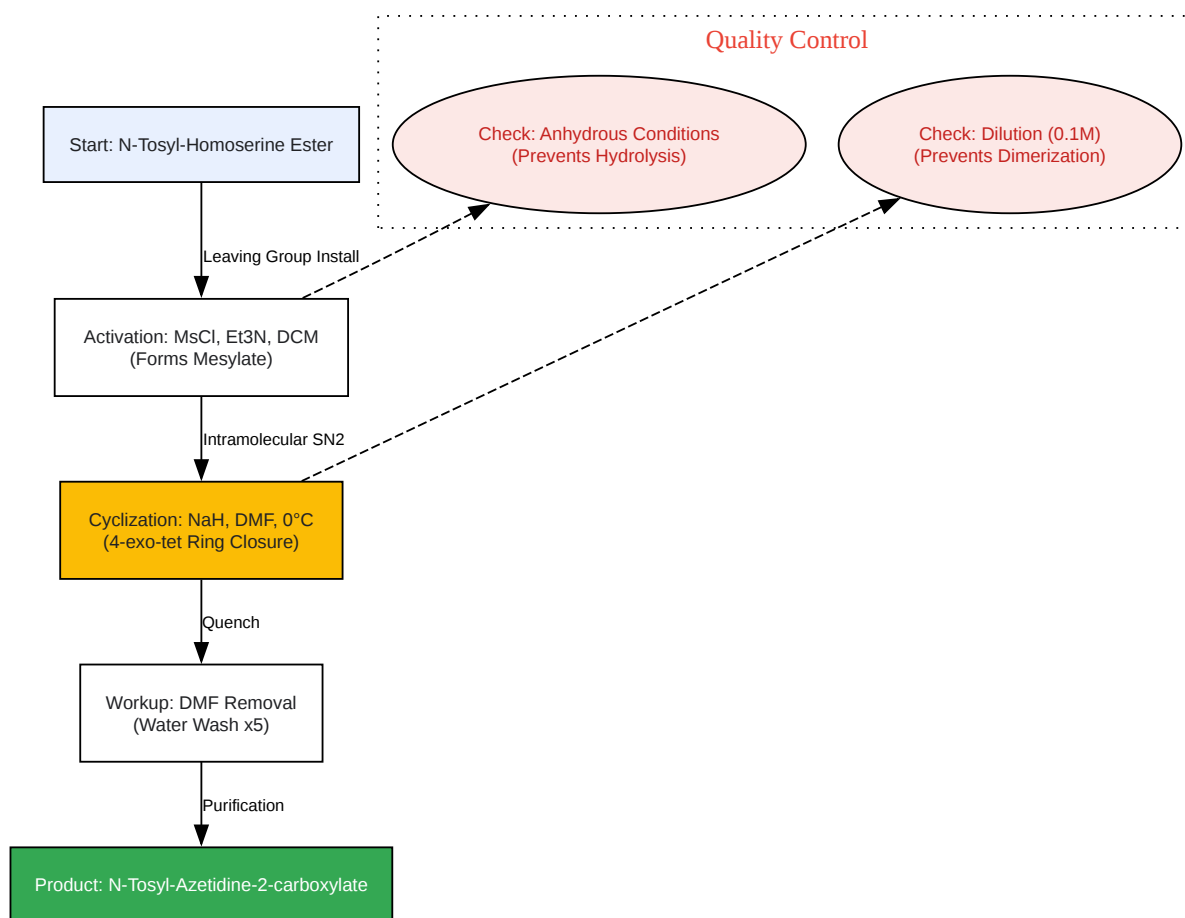 Quality Control
Start: N-Tosyl-Homoserine Ester
Check: Anhydrous Conditions
(Prevents Hydrolysis)
Check: Dilution (0.1M)
(Prevents Dimerization)
Leaving Group Install
Activation: MsCl, Et3N, DCM
(Forms Mesylate)
Intramolecular SN2
Cyclization: NaH, DMF, 0°C
(4-exo-tet Ring Closure)
Quench
Workup: DMF Removal
(Water Wash x5)
Purification
Product: N-Tosyl-Azetidine-2-carboxylate